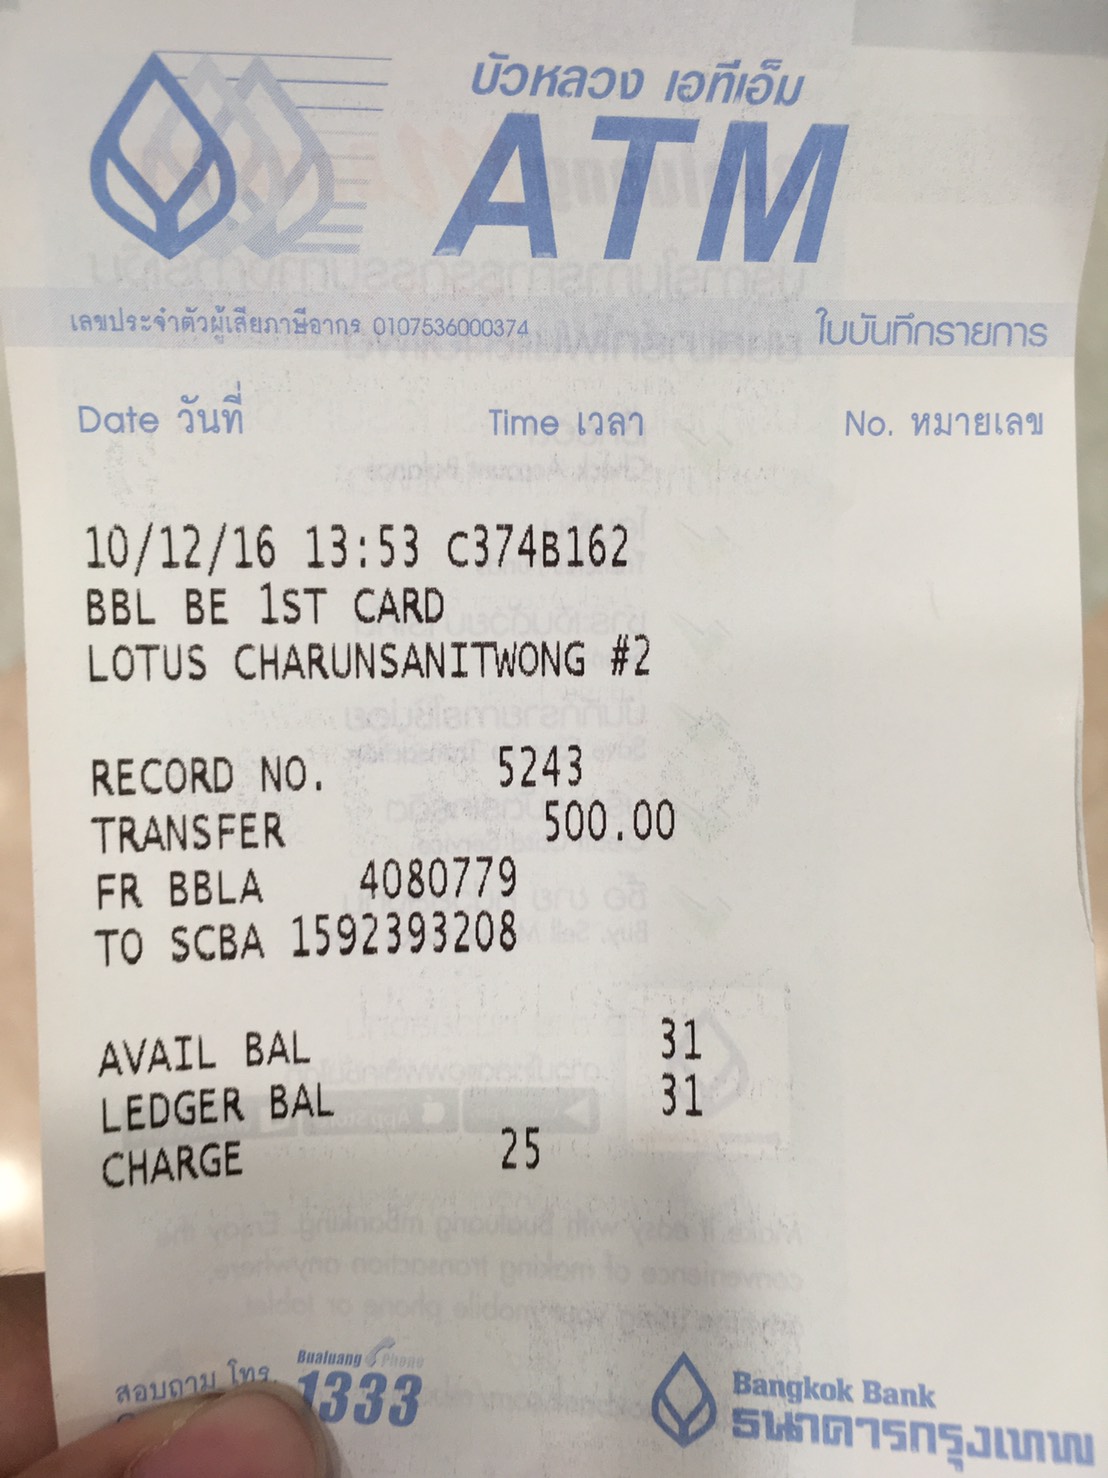 บัวหลวง เอทีเอ็ม
ATM
เลขประจำตัวผู้เสียภาษีอากร 0107536000374 ใบบันทึกรายการ
Date วันที่ Time เวลา No. หมายเลข
10/12/16 13:53 C374B162
BBL BE 1ST CARD
LOTUS CHARUNSANITWONG #2
RECORD NO. 5243
TRANSFER 500.00
FR BBLA 4080779
TO SCBA 1592393208
AVAIL BAL 31
LEDGER BAL 31
CHARGE 25
สอบถาม โทร.
Bualuang Phone
1333
Bangkok Bank
ธนาคารกรุงเทพ